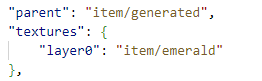 "parent": "item/generated",
"textures": {
    "layer0": "item/emerald"
},